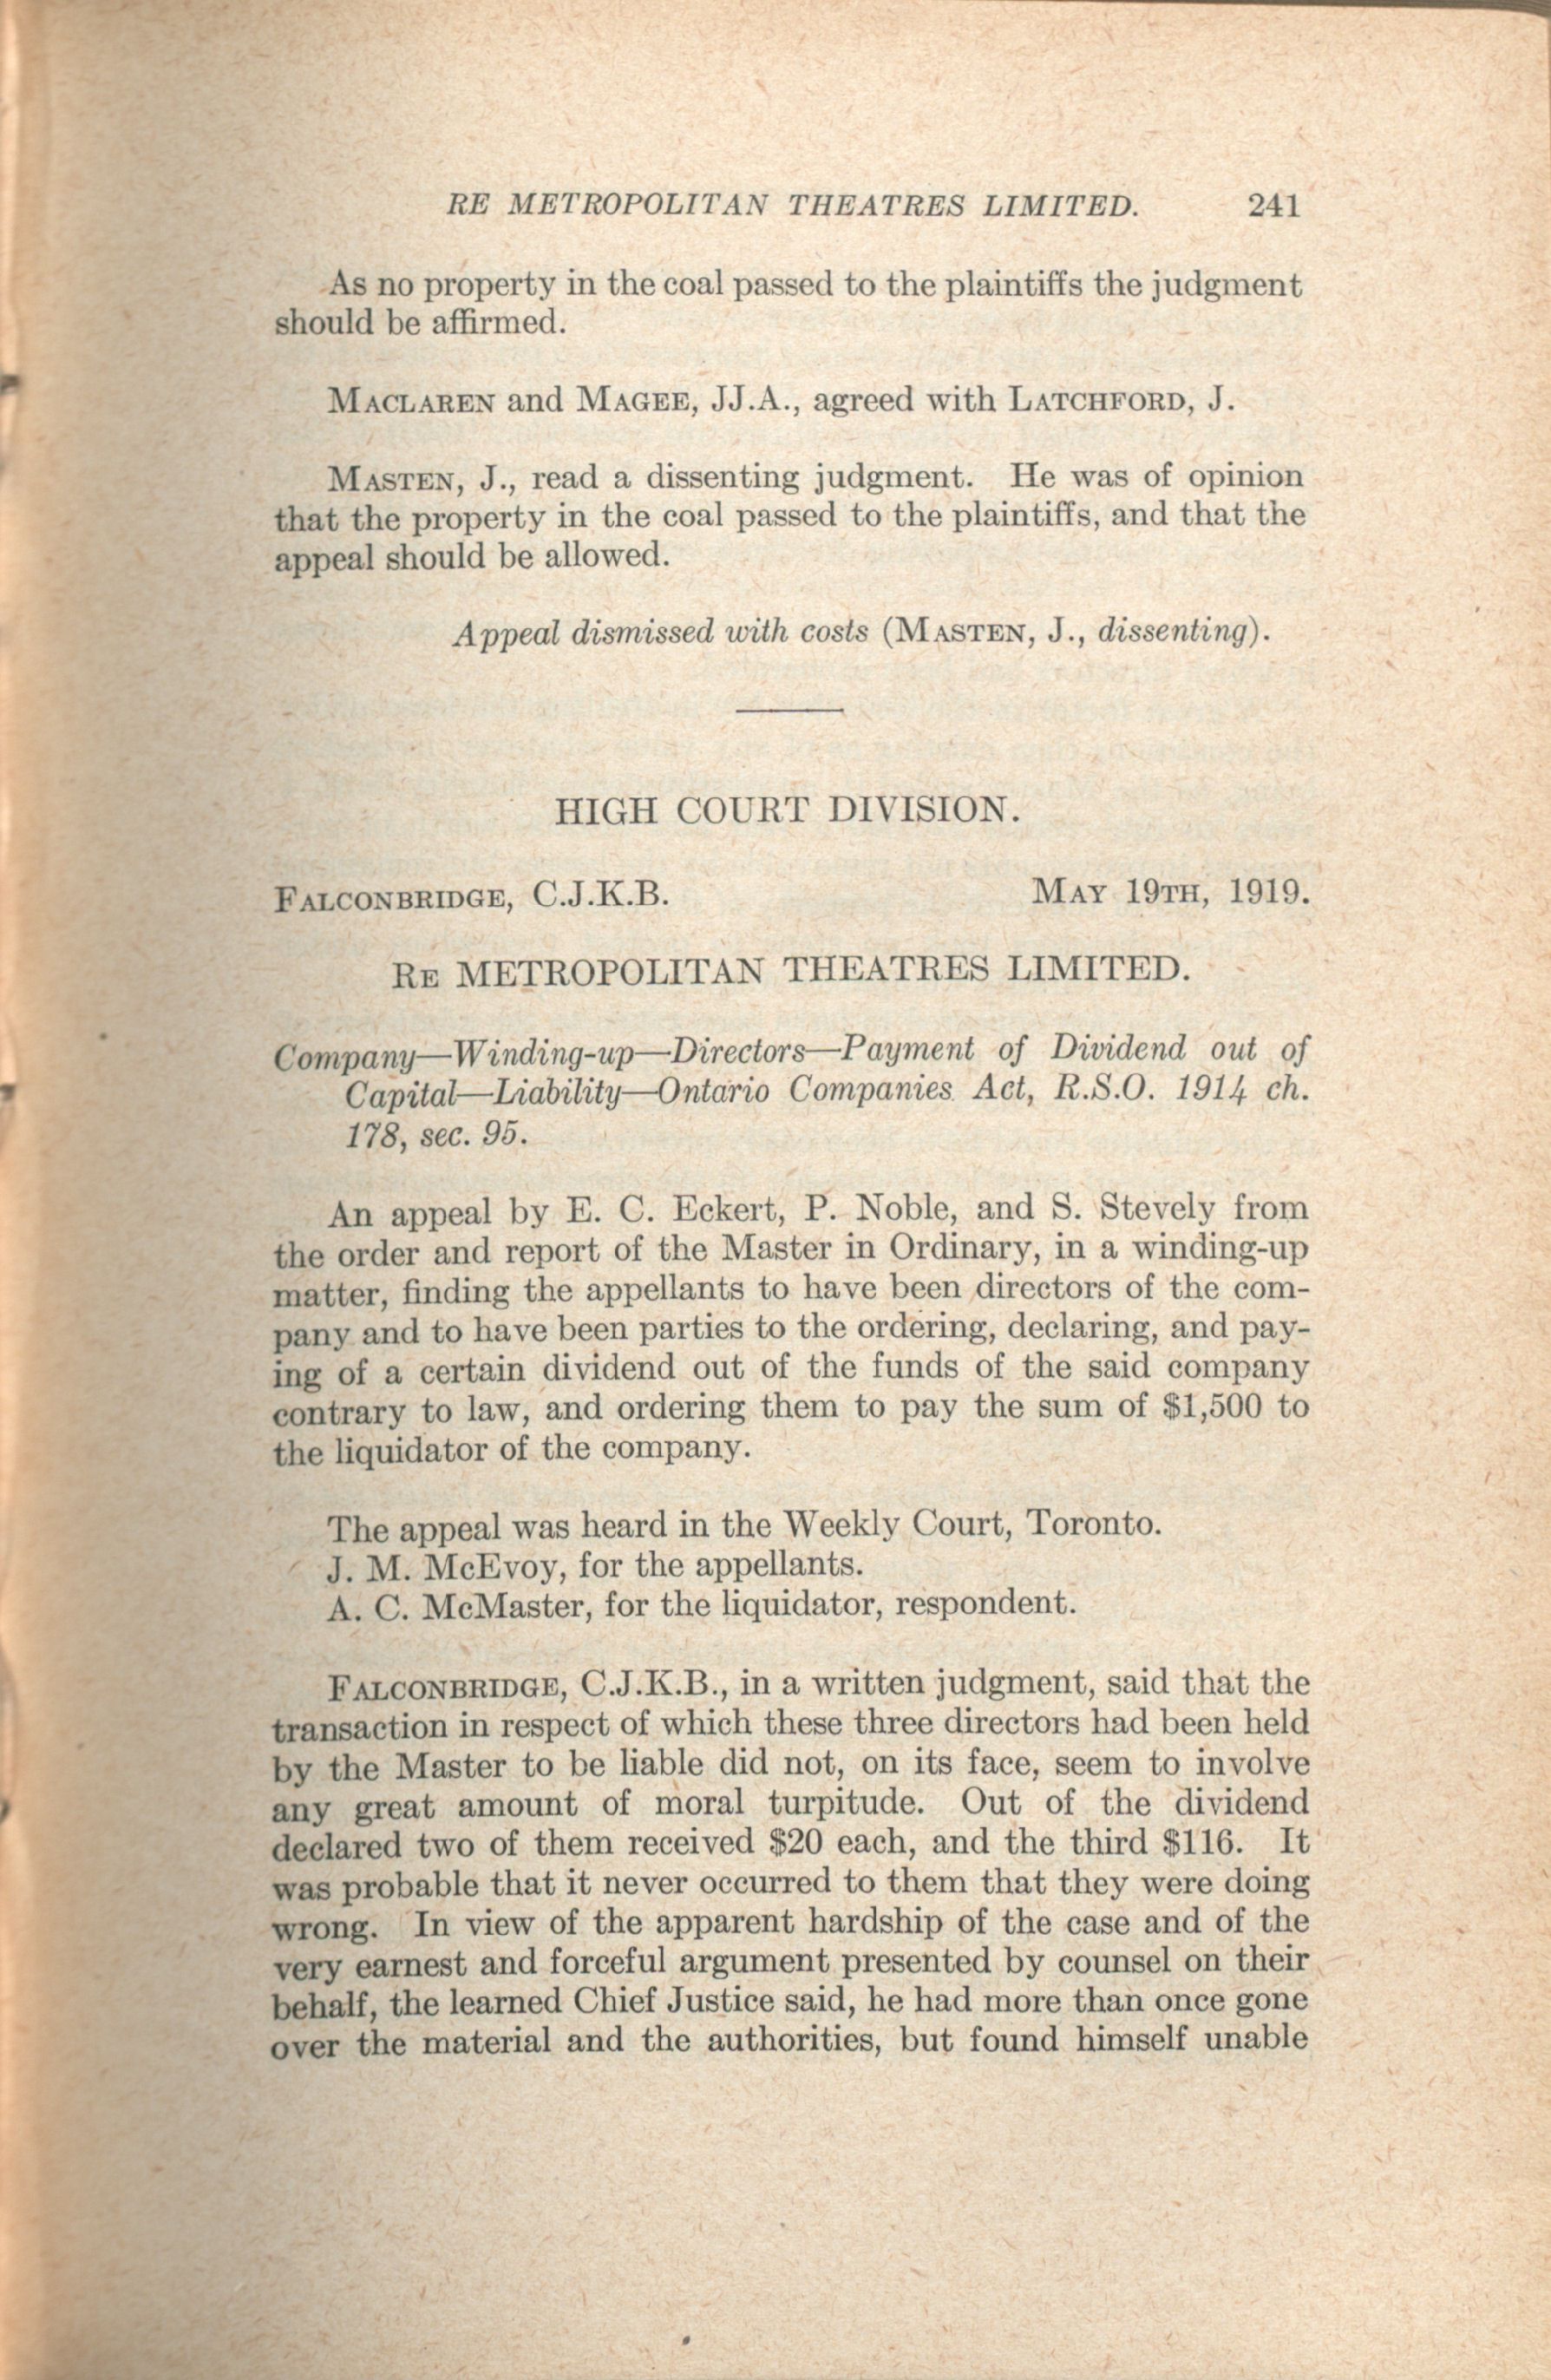 RE METROPOLITAN THEATRES LIMITED. 241
As no property in the coal passed to the plaintiffs the judgment
should be affirmed.
MACLAREN and MAGEE, JJ.A., agreed with LATCHFORD, J.
MASTEN, J., read a dissenting judgment. He was of opinion
that the property in the coal passed to the plaintiffs, and that the
appeal should be allowed.
Appeal dismissed with costs (MASTEN, J., dissenting).
HIGH COURT DIVISION.
FALCONBRIDGE, C.J.K.B. MAY 19TH, 1919.
RE METROPOLITAN THEATRES LIMITED.
Company—Winding-up—Directors—Payment of Dividend out of
Capital—Liability—Ontario Companies Act, R.S.O. 1914 ch.
178, sec. 95.
An appeal by E. C. Eckert, P. Noble, and S. Stevely from
the order and report of the Master in Ordinary, in a winding-up
matter, finding the appellants to have been directors of the com-
pany and to have been parties to the ordering, declaring, and pay-
ing of a certain dividend out of the funds of the said company
contrary to law, and ordering them to pay the sum of $1,500 to
the liquidator of the company.
The appeal was heard in the Weekly Court, Toronto.
J. M. McEvoy, for the appellants.
A. C. McMaster, for the liquidator, respondent.
FALCONBRIDGE, C.J.K.B., in a written judgment, said that the
transaction in respect of which these three directors had been held
by the Master to be liable did not, on its face, seem to involve
any great amount of moral turpitude. Out of the dividend
declared two of them received $20 each, and the third $116. It
was probable that it never occurred to them that they were doing
wrong. In view of the apparent hardship of the case and of the
very earnest and forceful argument presented by counsel on their
behalf, the learned Chief Justice said, he had more than once gone
over the material and the authorities, but found himself unable